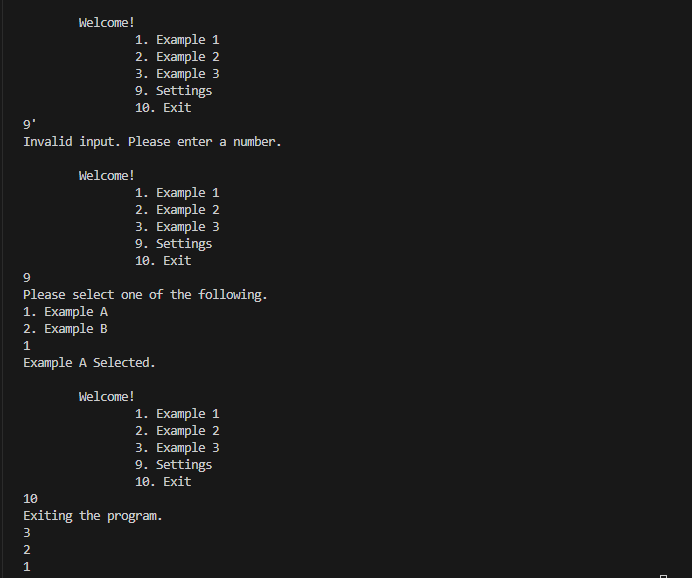 Welcome!
1. Example 1
2. Example 2
3. Example 3
9. Settings
10. Exit
9'
Invalid input. Please enter a number.
Welcome!
1. Example 1
2. Example 2
3. Example 3
9. Settings
10. Exit
9
Please select one of the following.
1. Example A
2. Example B
1
Example A Selected.
Welcome!
1. Example 1
2. Example 2
3. Example 3
9. Settings
10. Exit
10
Exiting the program.
3
2
1